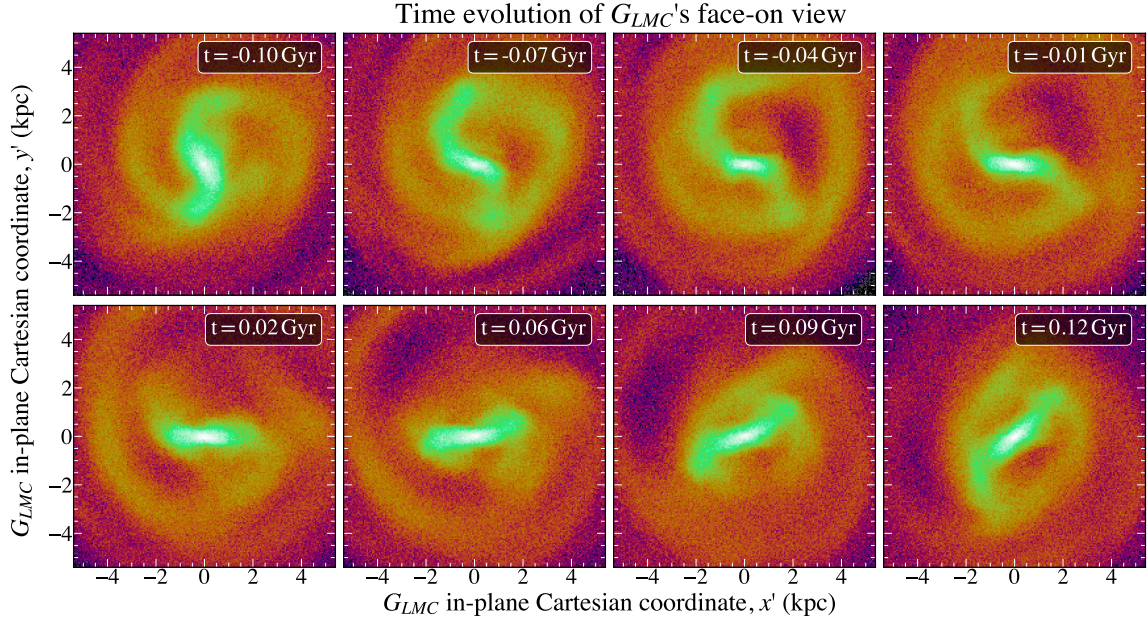 Time evolution of G_LMC's face-on view
t = -0.10 Gyr
t = -0.07 Gyr
t = -0.04 Gyr
t = -0.01 Gyr
4
2
0
−2
−4
t = 0.02 Gyr
t = 0.06 Gyr
t = 0.09 Gyr
t = 0.12 Gyr
4
2
0
−2
−4
−4 −2 0 2 4 −4 −2 0 2 4 −4 −2 0 2 4 −4 −2 0 2 4
G_LMC in-plane Cartesian coordinate, y' (kpc)
G_LMC in-plane Cartesian coordinate, x' (kpc)